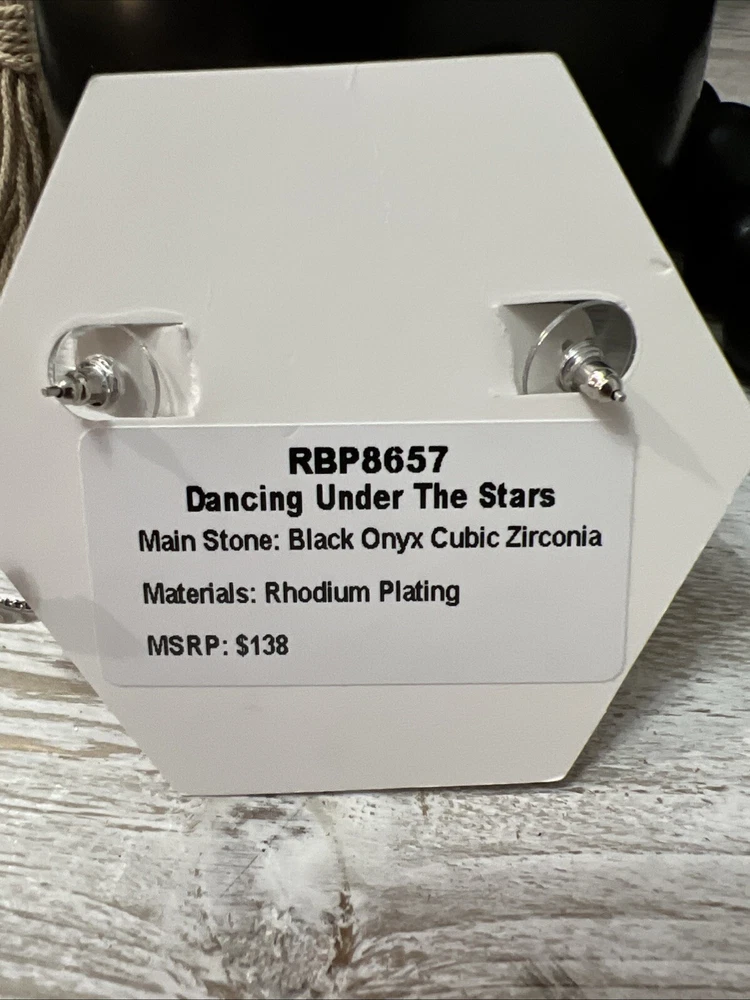 RBP8657
Dancing Under The Stars
Main Stone: Black Onyx Cubic Zirconia
Materials: Rhodium Plating
MSRP: $138